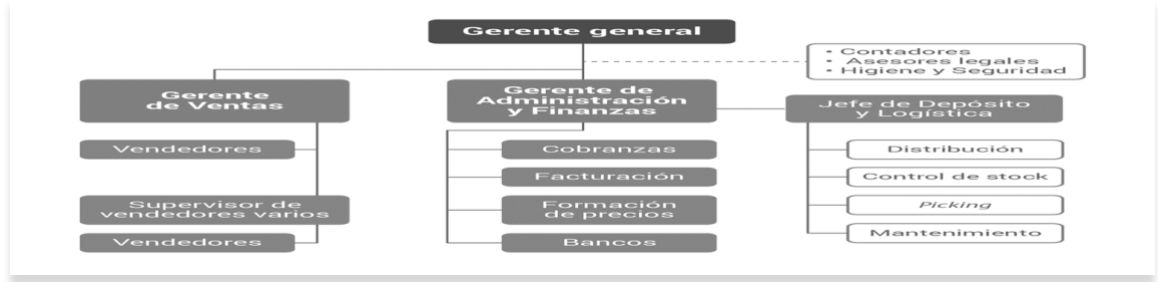 Gerente general
• Contadores
• Asesores legales
• Higiene y Seguridad
Gerente
de Ventas
Vendedores
Supervisor de
vendedores varios
Vendedores
Gerente de
Administración
y Finanzas
Cobranzas
Facturación
Formación
de precios
Bancos
Jefe de Depósito
y Logística
Distribución
Control de stock
Picking
Mantenimiento